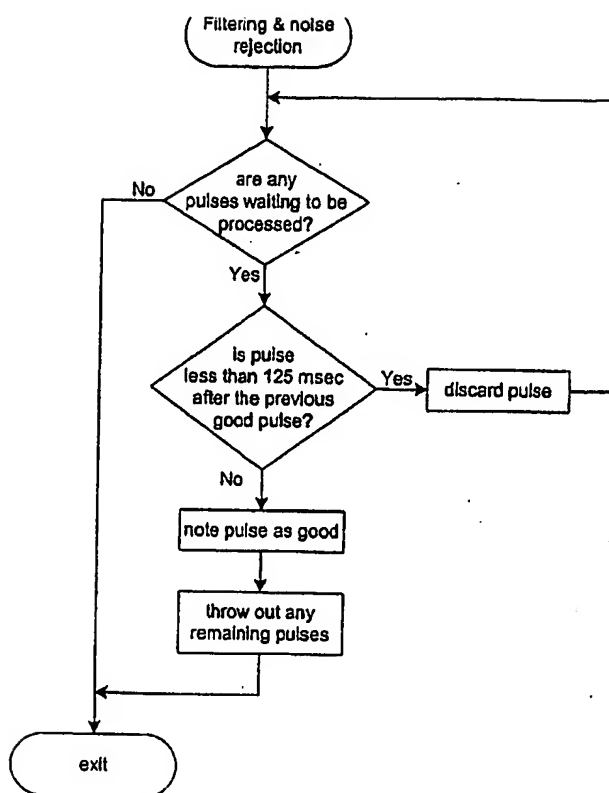 Filtering & noise
rejection
No
are any
pulses waiting to be
processed?
Yes
is pulse
less than 125 msec
after the previous
good pulse?
Yes
discard pulse
No
note pulse as good
throw out any
remaining pulses
exit